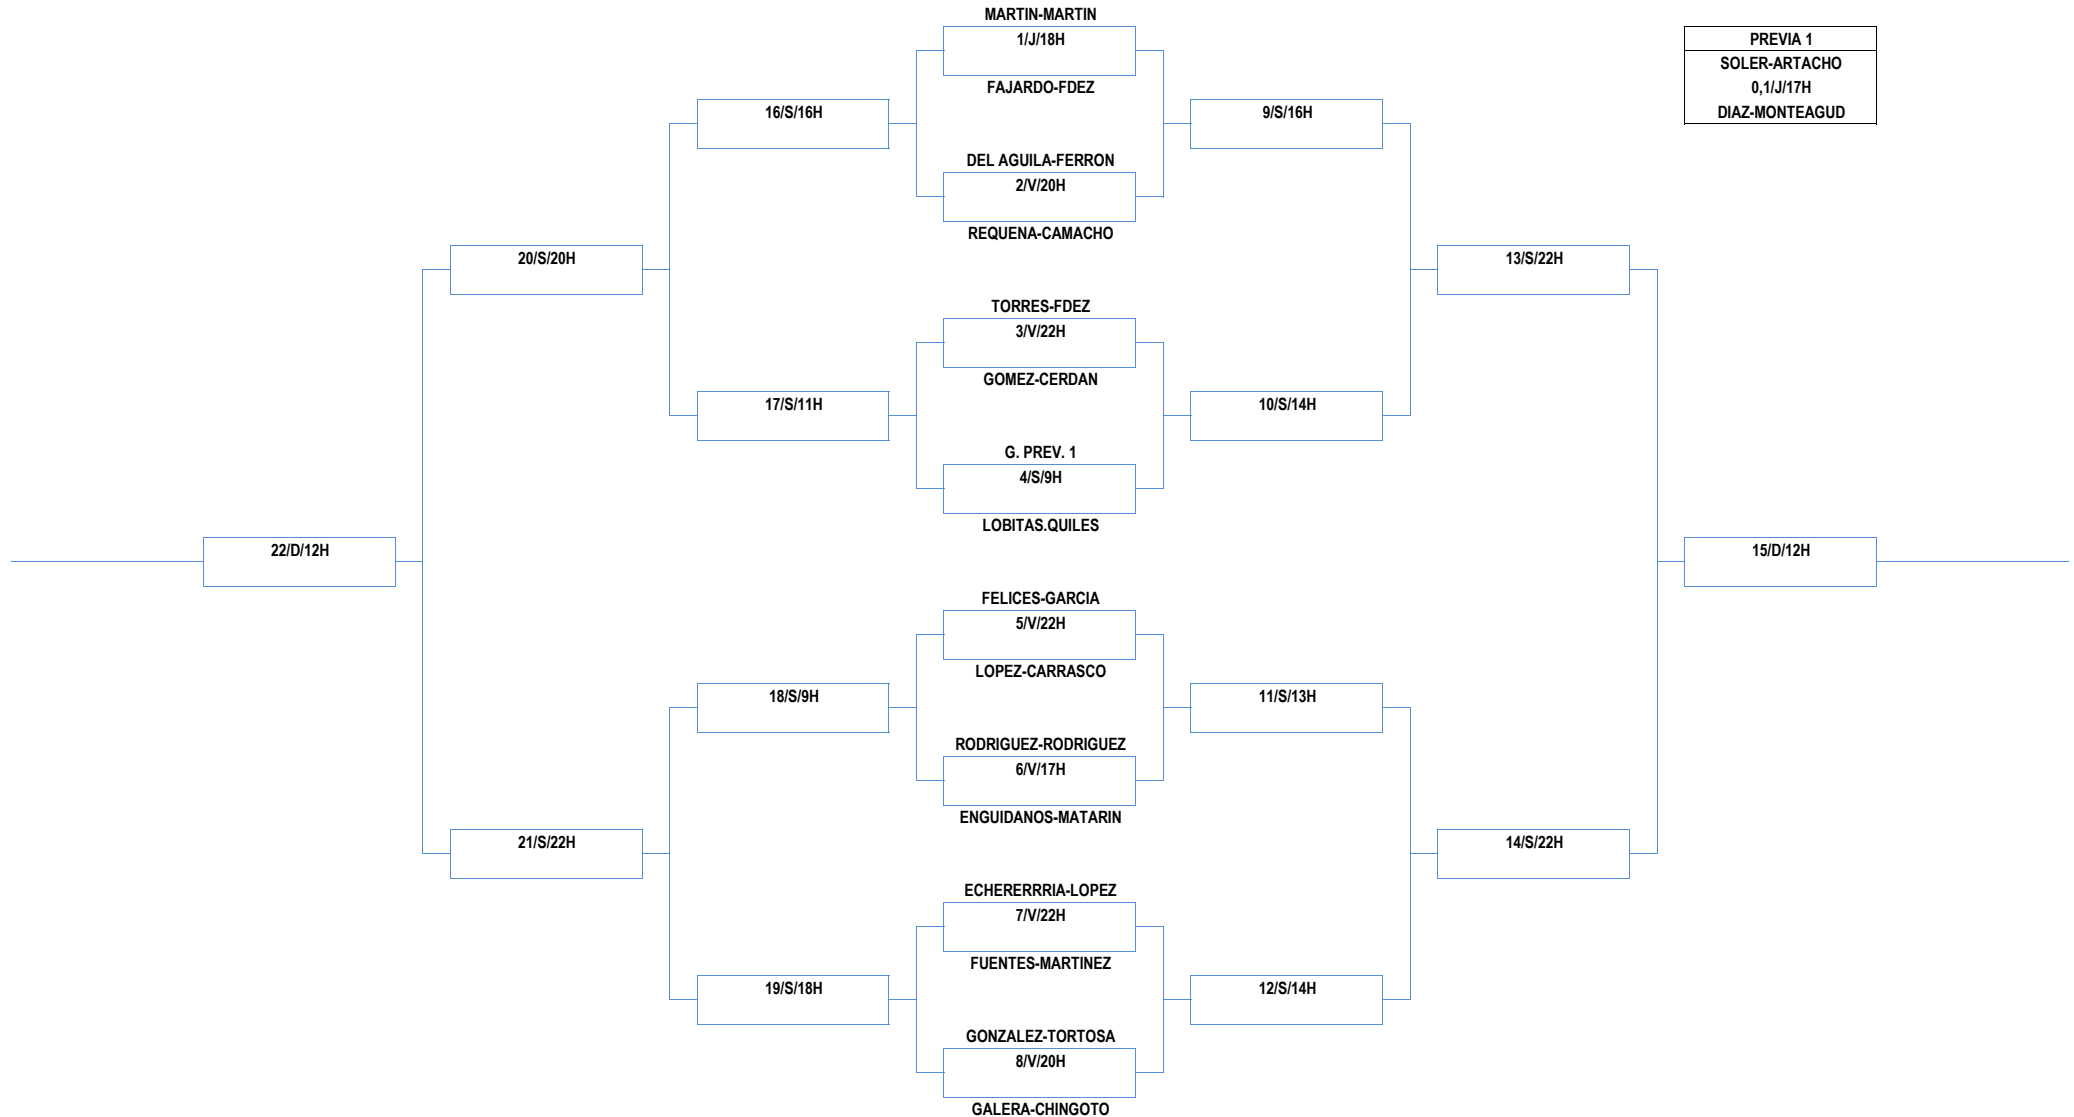 MARTIN-MARTIN
1/J/18H
FAJARDO-FDEZ
PREVIA 1
SOLER-ARTACHO
0,1/J/17H
DIAZ-MONTEAGUD
16/S/16H
9/S/16H
DEL AGUILA-FERRON
2/V/20H
REQUENA-CAMACHO
20/S/20H
13/S/22H
TORRES-FDEZ
3/V/22H
GOMEZ-CERDAN
17/S/11H
10/S/14H
G. PREV. 1
4/S/9H
LOBITAS.QUILES
22/D/12H
15/D/12H
FELICES-GARCIA
5/V/22H
LOPEZ-CARRASCO
18/S/9H
11/S/13H
RODRIGUEZ-RODRIGUEZ
6/V/17H
ENGUIDANOS-MATARIN
21/S/22H
14/S/22H
ECHERERRRIA-LOPEZ
7/V/22H
FUENTES-MARTINEZ
19/S/18H
12/S/14H
GONZALEZ-TORTOSA
8/V/20H
GALERA-CHINGOTO